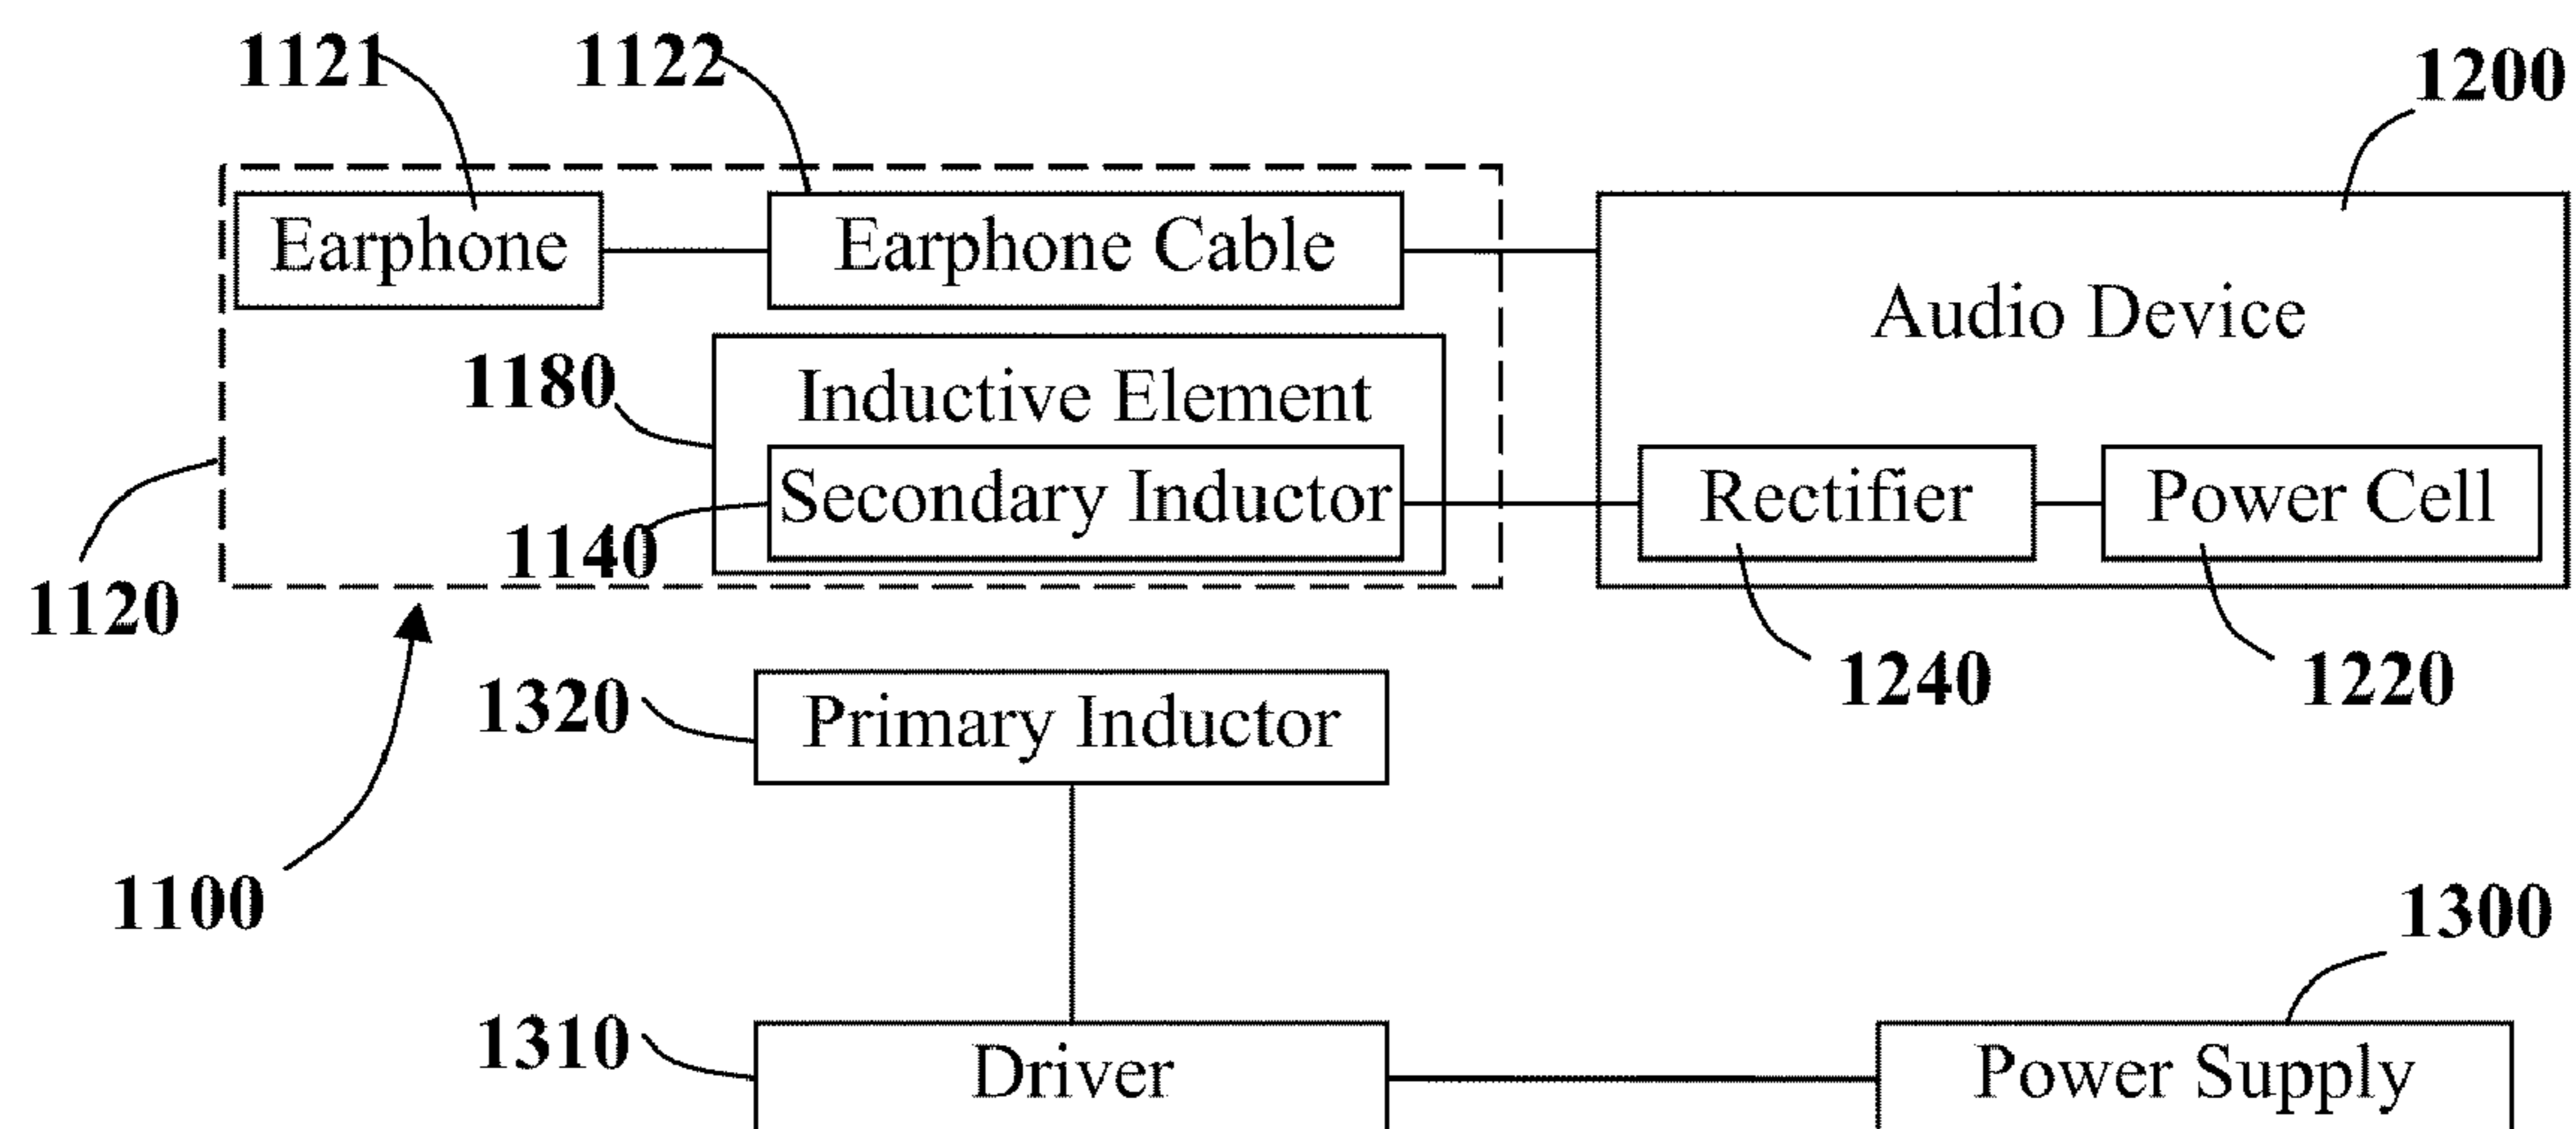 1121
1122
1200
Earphone
Earphone Cable
Audio Device
1180
Inductive Element
Secondary Inductor
Rectifier
Power Cell
1140
1120
1320
Primary Inductor
1240
1220
1100
1300
1310
Driver
Power Supply